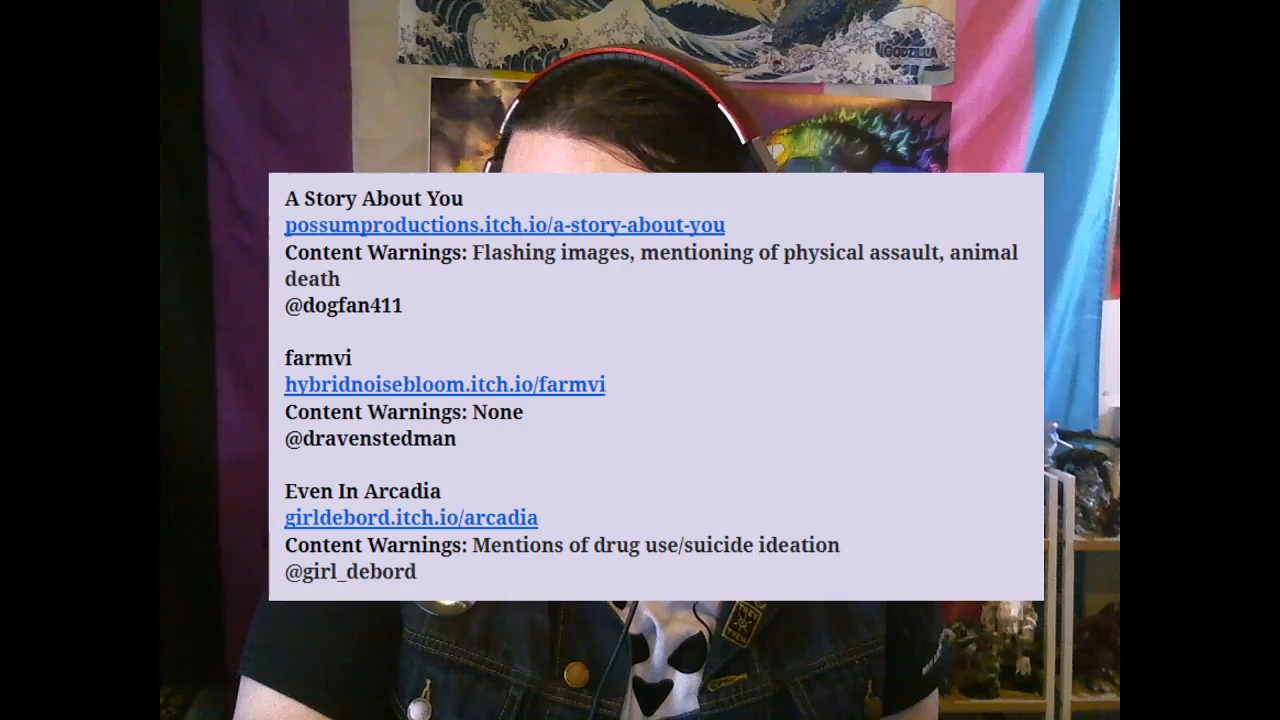 GODZILLA
A Story About You
possumproductions.itch.io/a-story-about-you
Content Warnings: Flashing images, mentioning of physical assault, animal
death
@dogfan411
farmvi
hybridnoisebloom.itch.io/farmvi
Content Warnings: None
@dravenstedman
Even In Arcadia
girldebord.itch.io/arcadia
Content Warnings: Mentions of drug use/suicide ideation
@girl_debord
THEY
THEM